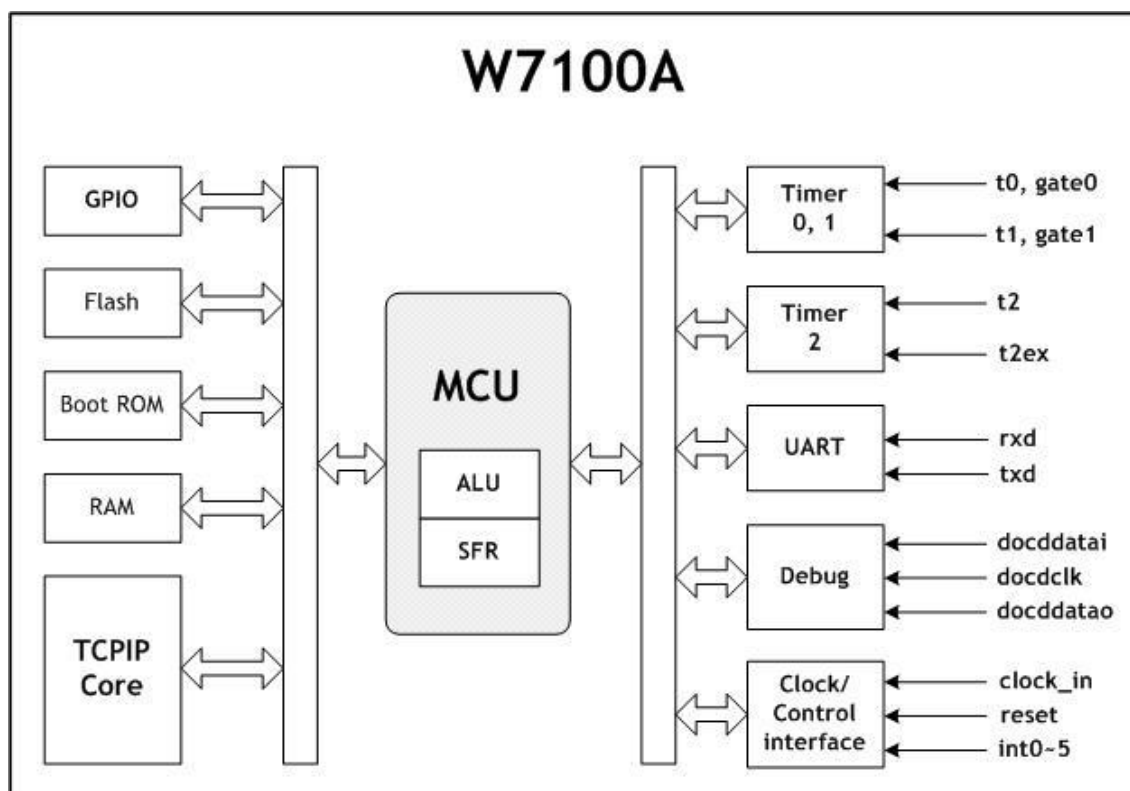 W7100A
GPIO
Flash
Boot ROM
RAM
TCPIP
Core
MCU
ALU
SFR
Timer
0, 1
t0, gate0
t1, gate1
Timer
2
t2
t2ex
UART
rxd
txd
Debug
docddatai
docdclk
docddatao
Clock/
Control
interface
clock_in
reset
int0~5